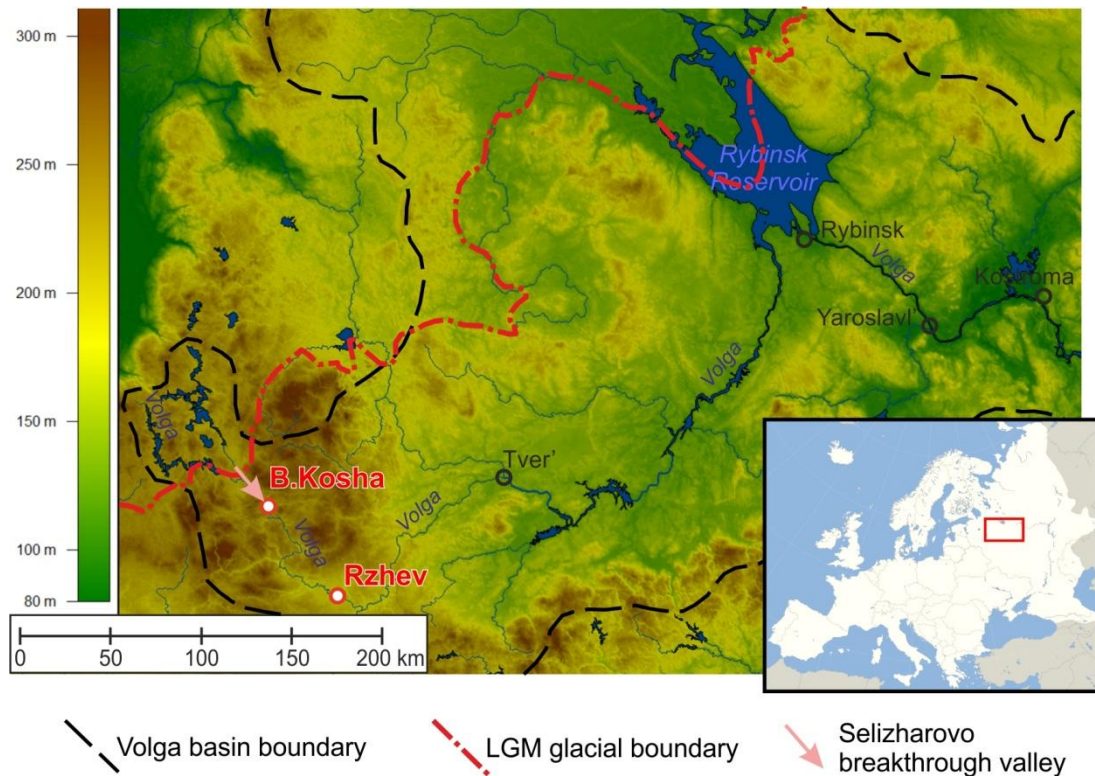 300 m
250 m
200 m
150 m
100 m
80 m
Rybinsk
Reservoir
Rybinsk
Volga
Kostroma
Yaroslavl'
Volga
Volga
B.Kosha
Tver'
Volga
Volga
Rzhev
0 50 100 150 200 km
Volga basin boundary
LGM glacial boundary
Selizharovo
breakthrough valley